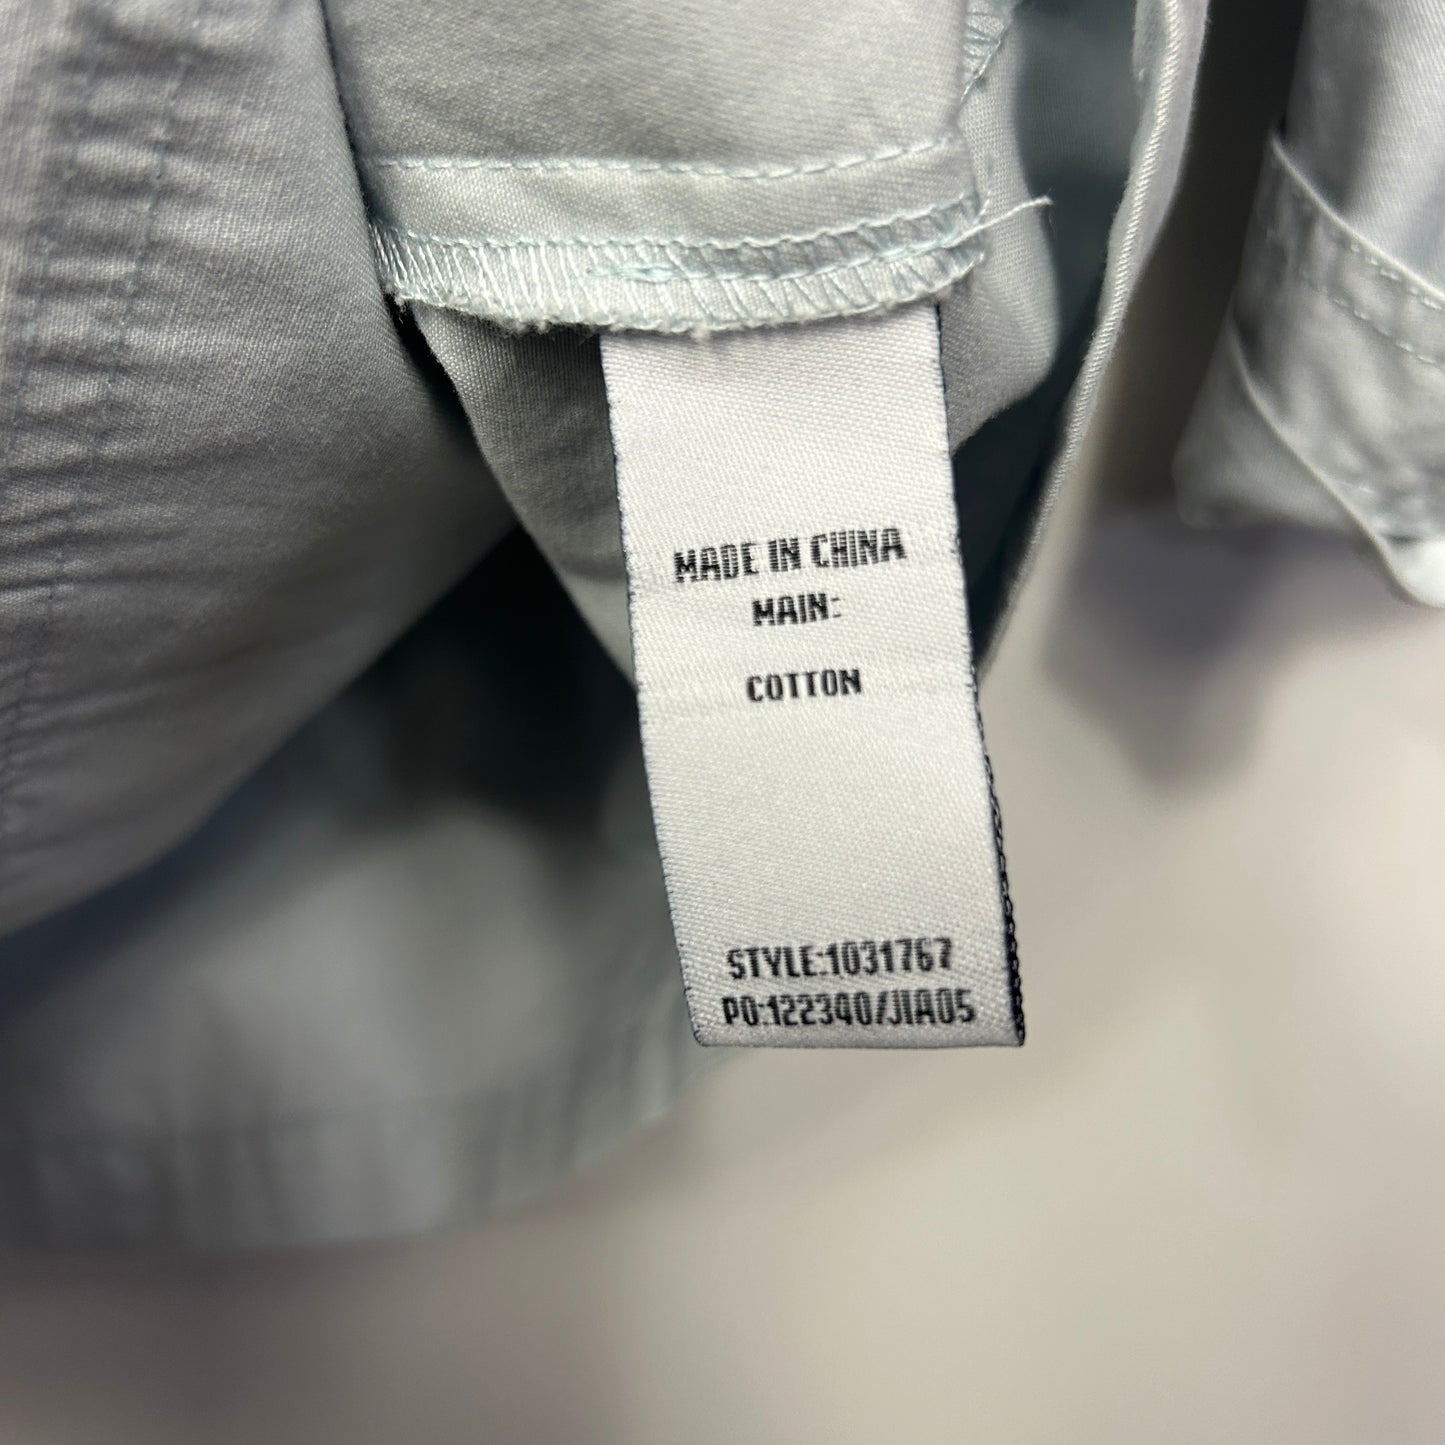 MADE IN CHINA
MAIN:
COTTON
STYLE:1031767
PO:122340/JIA05